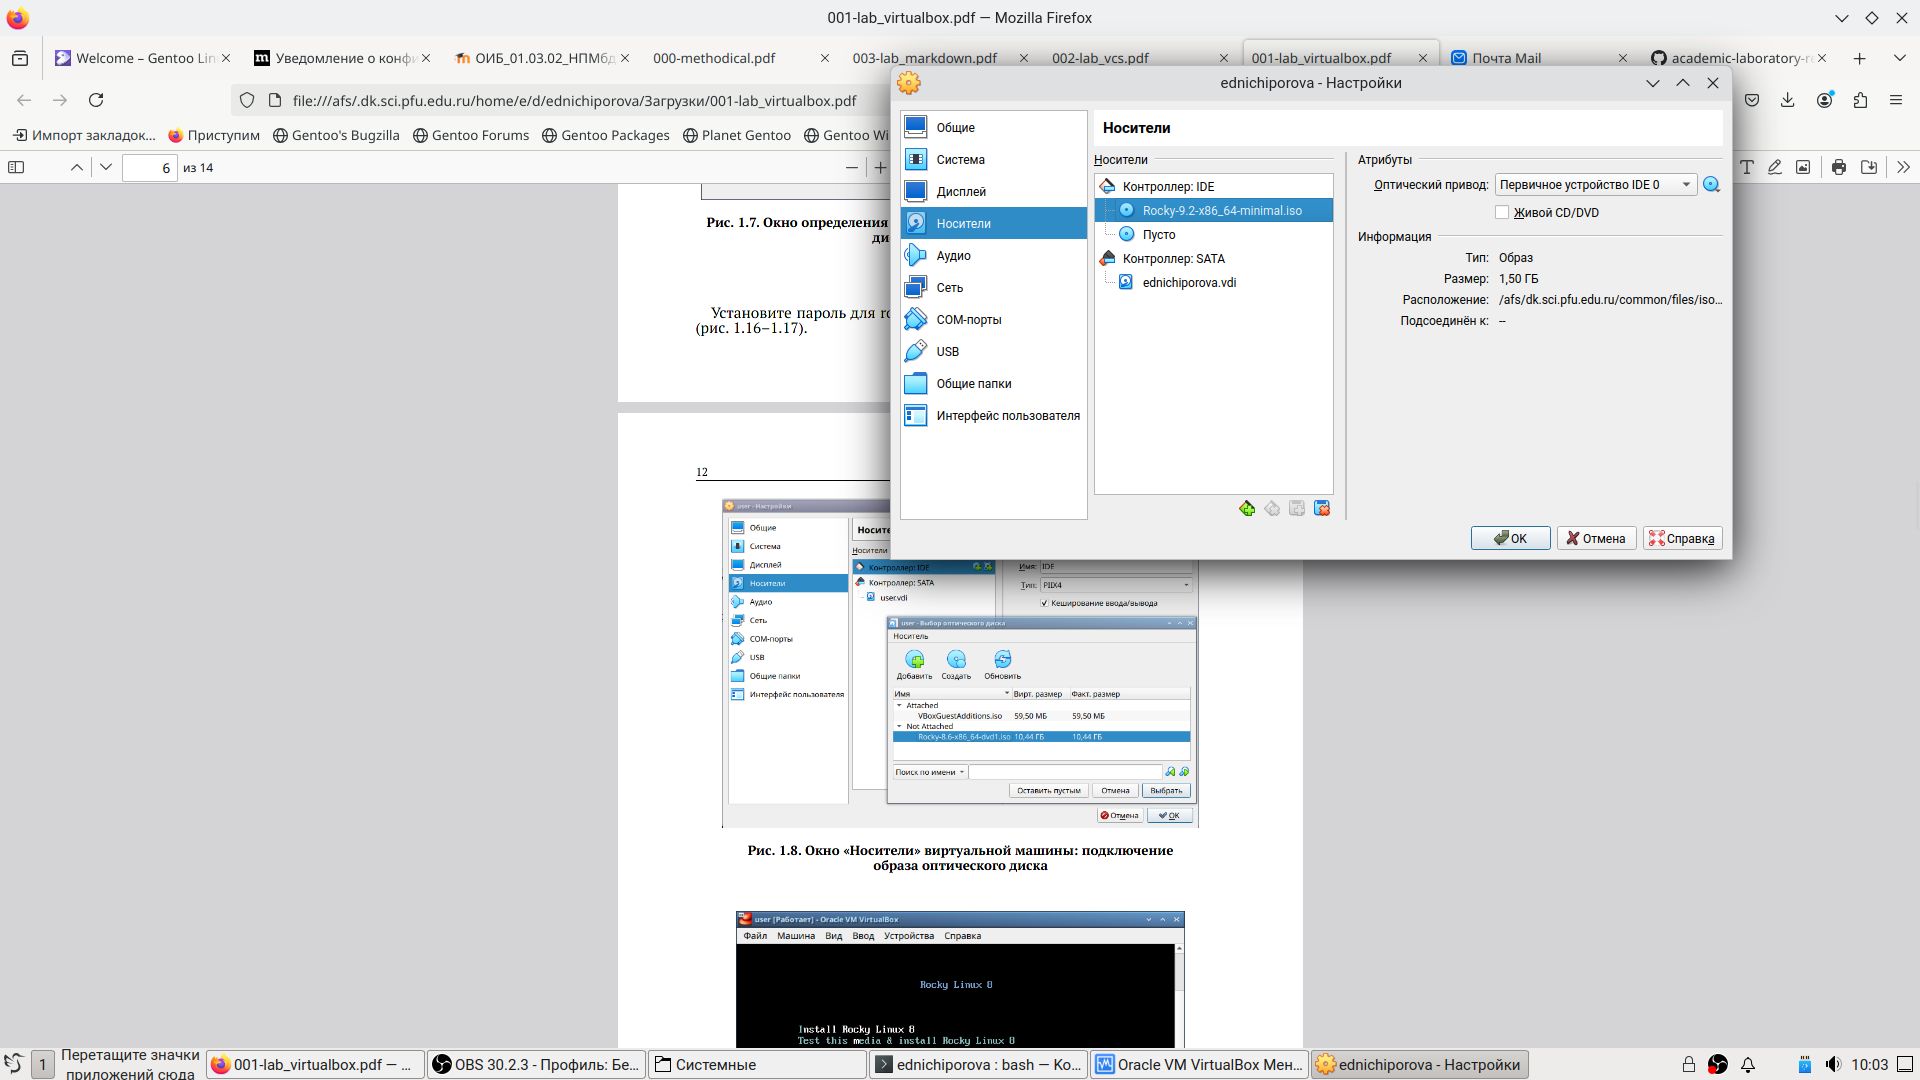 001-lab_virtualbox.pdf — Mozilla Firefox
Welcome – Gentoo Lin
Уведомление о конфи
ОИБ_01.03.02_НПМбд
000-methodical.pdf
003-lab_markdown.pdf
002-lab_vcs.pdf
001-lab_virtualbox.pdf
Почта Mail
academic-laboratory-re
file:///afs/.dk.sci.pfu.edu.ru/home/e/d/ednichiporova/Загрузки/001-lab_virtualbox.pdf
Импорт закладок...
Приступим
Gentoo's Bugzilla
Gentoo Forums
Gentoo Packages
Planet Gentoo
Gentoo Wi
6 из 14
Рис. 1.7. Окно определения
ди
Установите пароль для ro
(рис. 1.16–1.17).
12
user - Настройки
Общие
Система
Дисплей
Носители
Аудио
Сеть
COM-порты
USB
Общие папки
Интерфейс пользователя
Носите
Носители
Контроллер: IDE
Контроллер: SATA
user.vdi
Имя: IDE
Тип: PIIX4
Кеширование ввода/вывода
user - Выбор оптического диска
Носитель
Добавить Создать Обновить
Имя Вирт. размер Факт. размер
Attached
VBoxGuestAdditions.iso 59,50 МБ 59,50 МБ
Not Attached
Rocky-8.6-x86_64-dvd1.iso 10,44 ГБ 10,44 ГБ
Поиск по имени
Оставить пустым Отмена Выбрать
Отмена OK
Рис. 1.8. Окно «Носители» виртуальной машины: подключение
образа оптического диска
user [Работает] - Oracle VM VirtualBox
Файл Машина Вид Ввод Устройства Справка
Rocky Linux 8
Install Rocky Linux 8
Test this media & install Rocky Linux 8
ednichiporova - Настройки
Общие
Система
Дисплей
Носители
Аудио
Сеть
COM-порты
USB
Общие папки
Интерфейс пользователя
Носители
Носители
Контроллер: IDE
Rocky-9.2-x86_64-minimal.iso
Пусто
Контроллер: SATA
ednichiporova.vdi
Атрибуты
Оптический привод: Первичное устройство IDE 0
Живой CD/DVD
Информация
Тип: Образ
Размер: 1,50 ГБ
Расположение: /afs/dk.sci.pfu.edu.ru/common/files/iso...
Подсоединён к: --
OK Отмена Справка
1
Перетащите значки
приложений сюда
001-lab_virtualbox.pdf — ...
OBS 30.2.3 - Профиль: Бе...
Системные
ednichiporova : bash — Ко...
Oracle VM VirtualBox Мен...
ednichiporova - Настройки
10:03